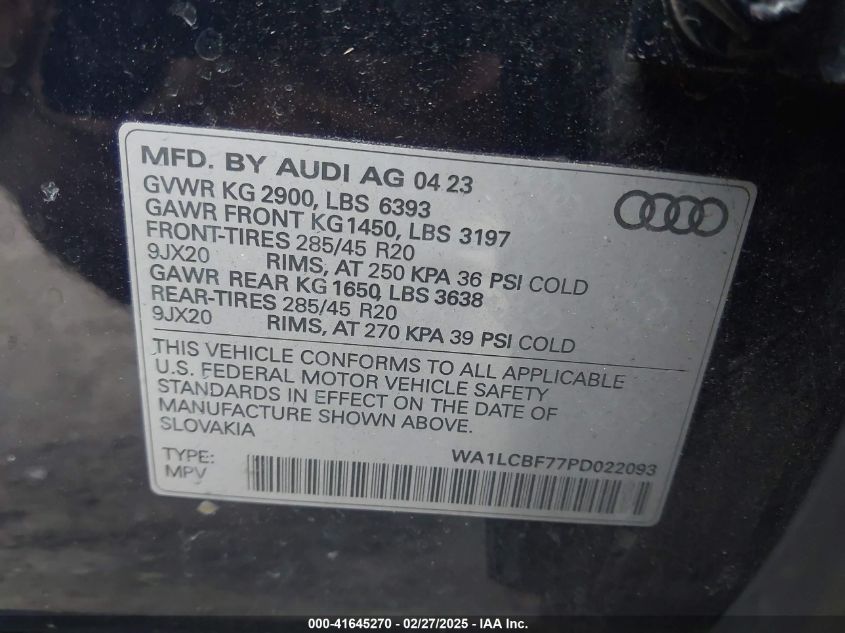 MFD. BY AUDI AG 04 23
GVWR KG 2900, LBS 6393
GAWR FRONT KG1450, LBS 3197
FRONT-TIRES 285/45 R20
9JX20 RIMS, AT 250 KPA 36 PSI COLD
GAWR REAR KG 1650, LBS 3638
REAR-TIRES 285/45 R20
9JX20 RIMS, AT 270 KPA 39 PSI COLD
THIS VEHICLE CONFORMS TO ALL APPLICABLE
U.S. FEDERAL MOTOR VEHICLE SAFETY
STANDARDS IN EFFECT ON THE DATE OF
MANUFACTURE SHOWN ABOVE.
SLOVAKIA
TYPE: WA1LCBF77PD022093
MPV
000-41645270 - 02/27/2025 - IAA Inc.